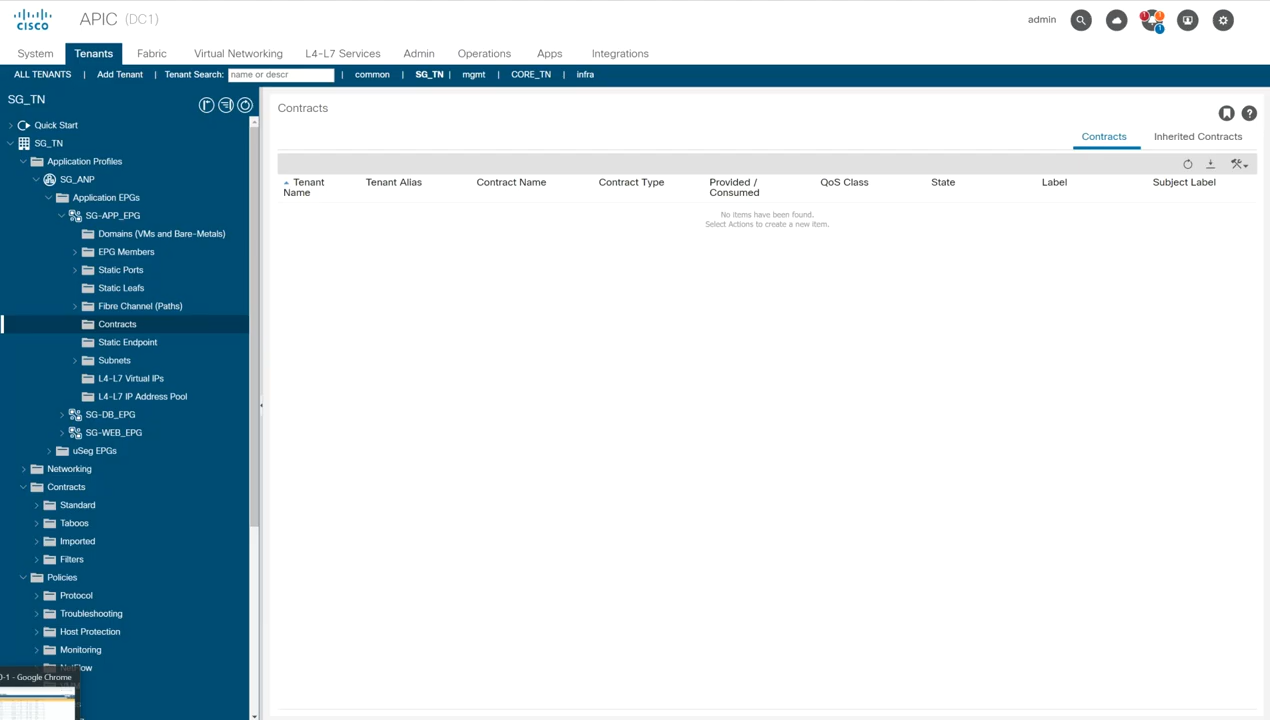 CISCO
APIC (DC1)
admin
System Tenants Fabric Virtual Networking L4-L7 Services Admin Operations Apps Integrations
ALL TENANTS | Add Tenant | Tenant Search: name or descr | common | SG_TN | mgmt | CORE_TN | infra
SG_TN
Quick Start
SG_TN
Application Profiles
SG_ANP
Application EPGs
SG-APP_EPG
Domains (VMs and Bare-Metals)
EPG Members
Static Ports
Static Leafs
Fibre Channel (Paths)
Contracts
Static Endpoint
Subnets
L4-L7 Virtual IPs
L4-L7 IP Address Pool
SG-DB_EPG
SG-WEB_EPG
uSeg EPGs
Networking
Contracts
Standard
Taboos
Imported
Filters
Policies
Protocol
Troubleshooting
Host Protection
Monitoring
NetFlow
0-1 - Google Chrome
Contracts
Contracts Inherited Contracts
Tenant Name Tenant Alias Contract Name Contract Type Provided / Consumed QoS Class State Label Subject Label
No items have been found.
Select Actions to create a new item.